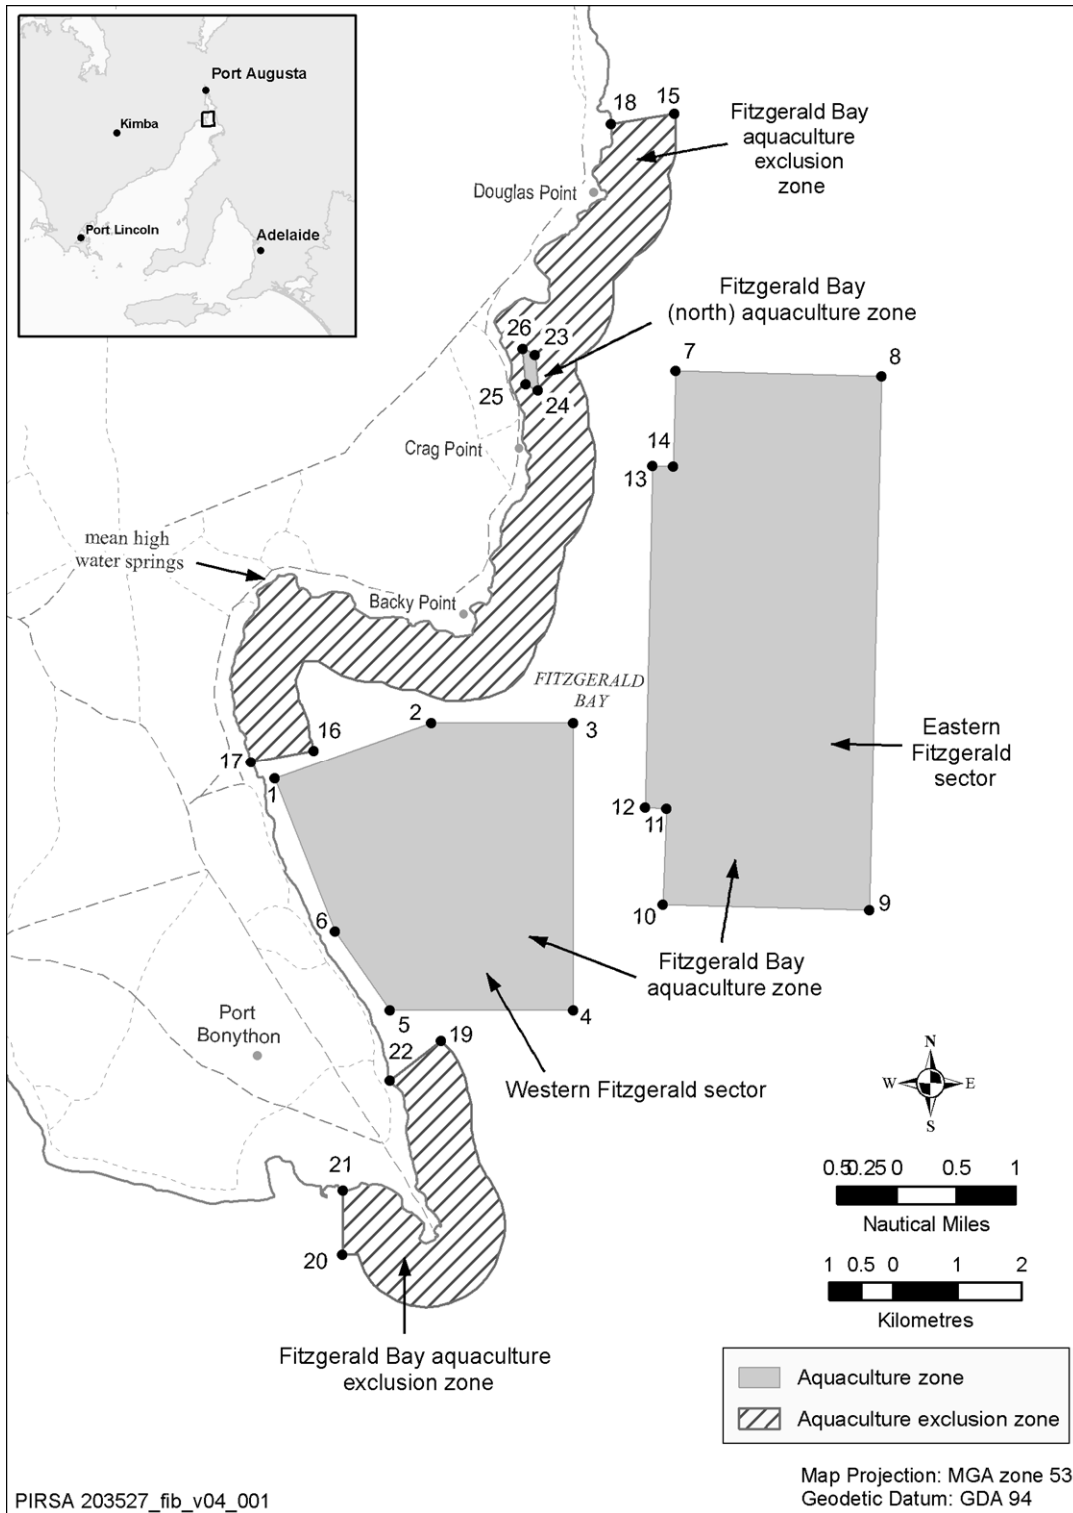 Port Augusta
Kimba
Port Lincoln
Adelaide
18
15
Fitzgerald Bay
aquaculture
exclusion
zone
Douglas Point
Fitzgerald Bay
(north) aquaculture zone
26
23
7
8
25
24
14
13
Crag Point
mean high
water springs
Backy Point
FITZGERALD
BAY
2
3
16
17
1
Eastern
Fitzgerald
sector
12
11
6
10
9
Fitzgerald Bay
aquaculture zone
5
4
Port
Bonython
19
22
Western Fitzgerald sector
N
W
E
S
21
20
0.5 0.25 0 0.5 1
Nautical Miles
1 0.5 0 1 2
Kilometres
Fitzgerald Bay aquaculture
exclusion zone
Aquaculture zone
Aquaculture exclusion zone
Map Projection: MGA zone 53
Geodetic Datum: GDA 94
PIRSA 203527_fib_v04_001